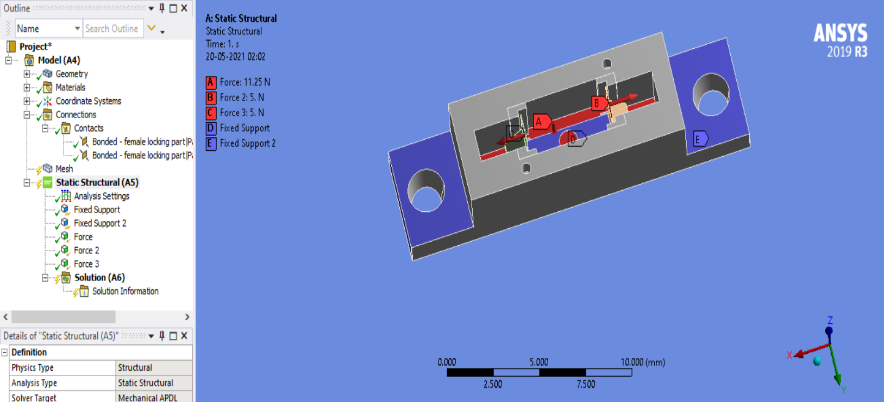 Outline
Name
Search Outline
Project*
Model (A4)
Geometry
Materials
Coordinate Systems
Connections
Contacts
Bonded - female locking part|P
Bonded - female locking part|P
Mesh
Static Structural (A5)
Analysis Settings
Fixed Support
Fixed Support 2
Force
Force 2
Force 3
Solution (A6)
Solution Information
Details of "Static Structural (A5)"
Definition
Physics Type Structural
Analysis Type Static Structural
Solver Target Mechanical APDL
A: Static Structural
Static Structural
Time: 1. s
20-05-2021 02:02
A Force: 11.25 N
B Force 2: 5. N
C Force 3: 5. N
D Fixed Support
E Fixed Support 2
ANSYS
2019 R3
A
B
E
0.000 5.000 10.000 (mm)
2.500 7.500
Z
X
Y